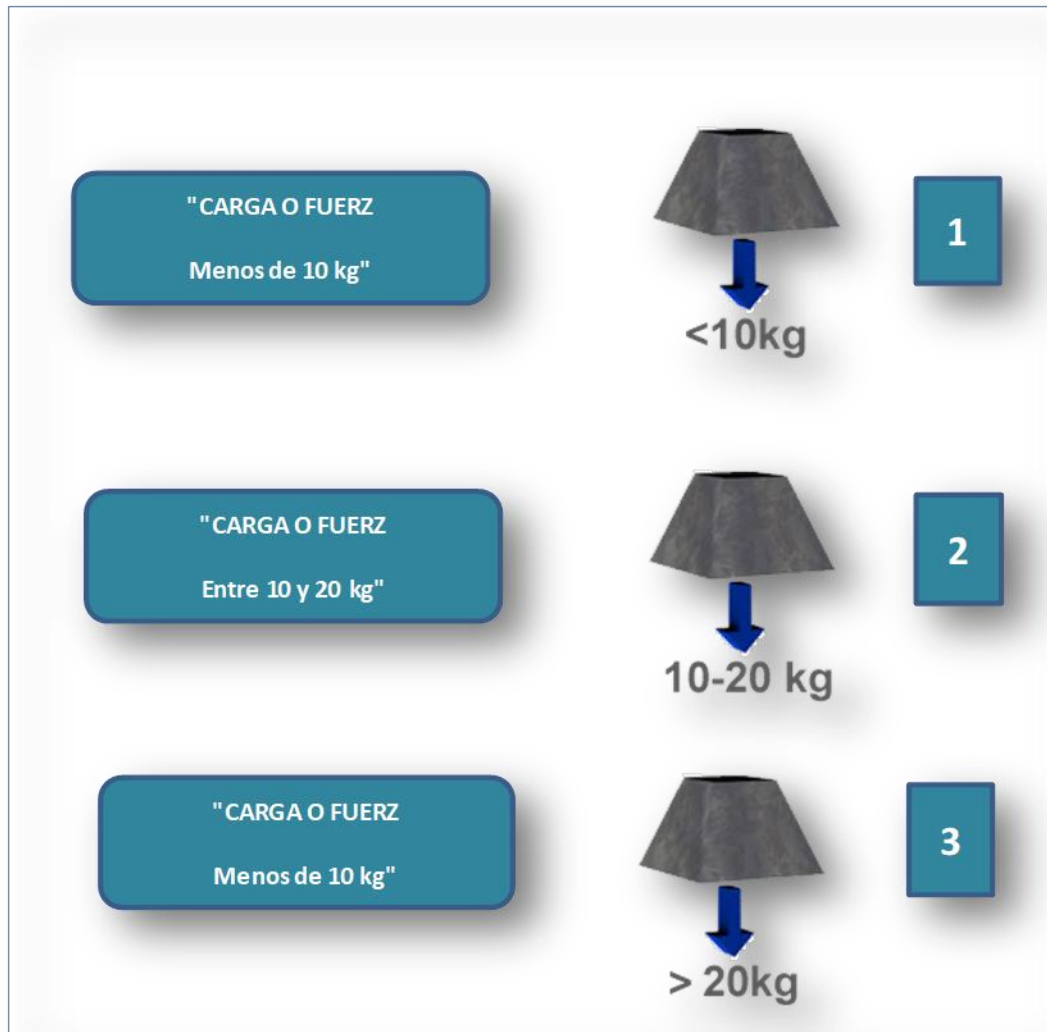 "CARGA O FUERZ
Menos de 10 kg"
<10kg
1
"CARGA O FUERZ
Entre 10 y 20 kg"
10-20 kg
2
"CARGA O FUERZ
Menos de 10 kg"
> 20kg
3